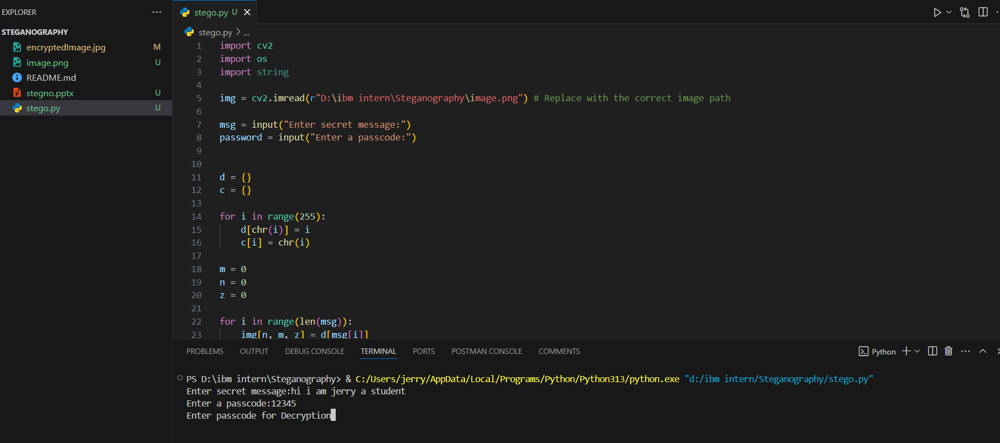 EXPLORER ...
STEGANOGRAPHY
encryptedImage.jpg M
image.png U
README.md
stegno.pptx U
stego.py U
stego.py U
stego.py > ...
1 import cv2
2 import os
3 import string
4
5 img = cv2.imread(r"D:\ibm intern\Steganography\image.png") # Replace with the correct image path
6
7 msg = input("Enter secret message:")
8 password = input("Enter a passcode:")
9
10
11 d = {}
12 c = {}
13
14 for i in range(255):
15     d[chr(i)] = i
16     c[i] = chr(i)
17
18 m = 0
19 n = 0
20 z = 0
21
22 for i in range(len(msg)):
23     img[n, m, z] = d[msg[i]]
PROBLEMS OUTPUT DEBUG CONSOLE TERMINAL PORTS POSTMAN CONSOLE COMMENTS
Python
PS D:\ibm intern\Steganography> & C:/Users/jerry/AppData/Local/Programs/Python/Python313/python.exe "d:/ibm intern/Steganography/stego.py"
Enter secret message:hi i am jerry a student
Enter a passcode:12345
Enter passcode for Decryption